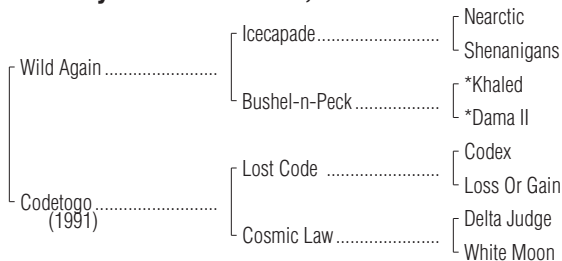 Nearctic
Icecapade
Shenanigans
Wild Again
*Khaled
Bushel-n-Peck
*Dama II
Codex
Lost Code
Loss Or Gain
Codetogo
(1991)
Delta Judge
Cosmic Law
White Moon